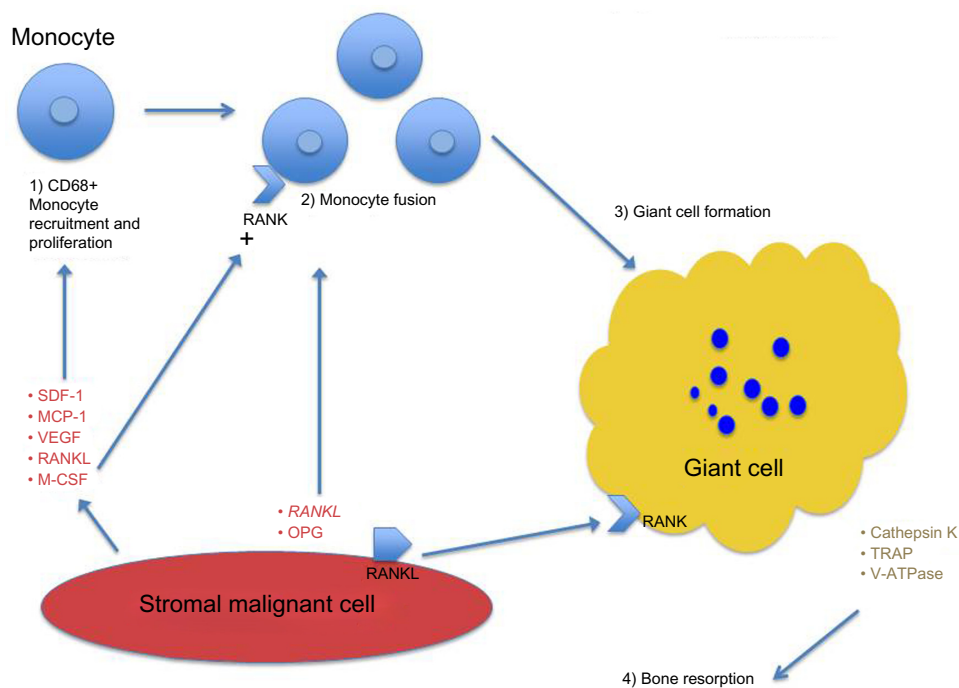 Monocyte
1) CD68+
Monocyte
recruitment and
proliferation
RANK
+
2) Monocyte fusion
3) Giant cell formation
• SDF-1
• MCP-1
• VEGF
• RANKL
• M-CSF
• RANKL
• OPG
RANKL
Stromal malignant cell
Giant cell
RANK
• Cathepsin K
• TRAP
• V-ATPase
4) Bone resorption